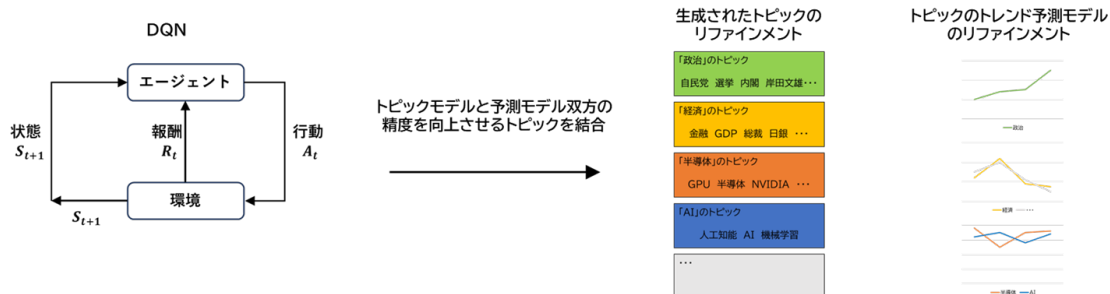 DQN
エージェント
状態
S_{t+1}
報酬
R_t
行動
A_t
環境
S_{t+1}
トピックモデルと予測モデル双方の
精度を向上させるトピックを結合
生成されたトピックの
リファインメント
「政治」のトピック
自民党 選挙 内閣 岸田文雄・・・
「経済」のトピック
金融 GDP 総裁 日銀 ・・・
「半導体」のトピック
GPU 半導体 NVIDIA ・・・
「AI」のトピック
人工知能 AI 機械学習
・・・
トピックのトレンド予測モデル
のリファインメント
政治
経済 ・・・
半導体 AI